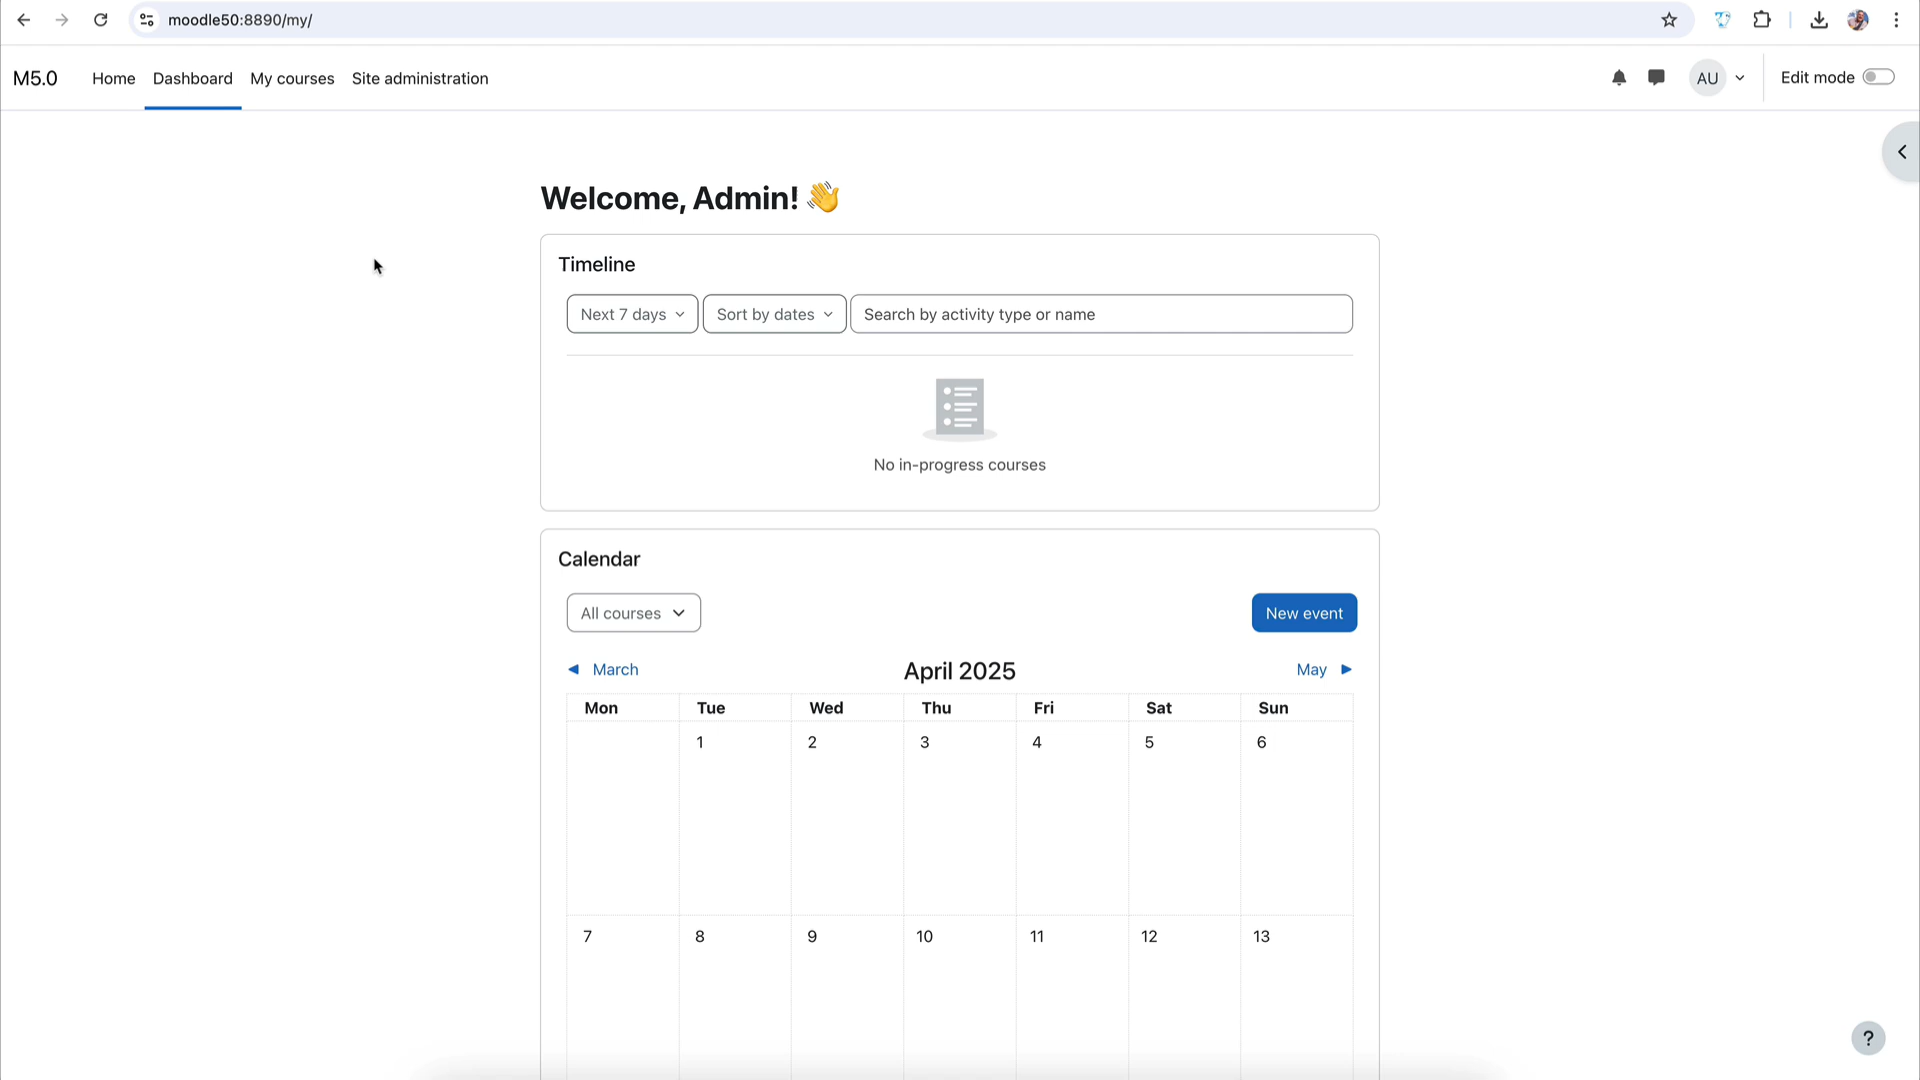 moodle50:8890/my/
M5.0 Home Dashboard My courses Site administration AU Edit mode
Welcome, Admin! 👋
Timeline
Next 7 days Sort by dates Search by activity type or name
No in-progress courses
Calendar
All courses New event
◄ March April 2025 May ►
Mon Tue Wed Thu Fri Sat Sun
1 2 3 4 5 6
7 8 9 10 11 12 13
?